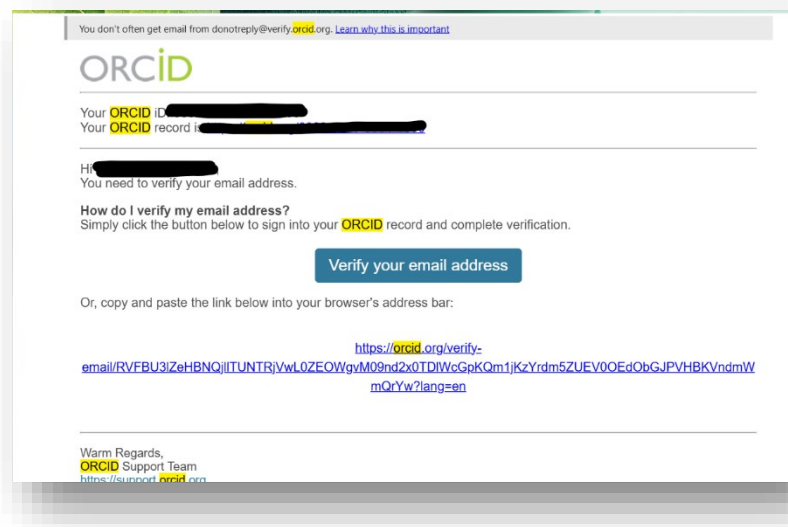 You don't often get email from donotreply@verify.orcid.org. Learn why this is important
ORCID
Your ORCID iD
Your ORCID record is
Hi
You need to verify your email address.
How do I verify my email address?
Simply click the button below to sign into your ORCID record and complete verification.
Verify your email address
Or, copy and paste the link below into your browser's address bar:
https://orcid.org/verify-
email/RVFBU3lZeHBNQjlITUNTRjVwL0ZEOWgvM09nd2x0TDlWcGpKQm1jKzYrdm5ZUEV0OEdObGJPVHBKVndmW
mQrYw?lang=en
Warm Regards,
ORCID Support Team
https://support.orcid.org